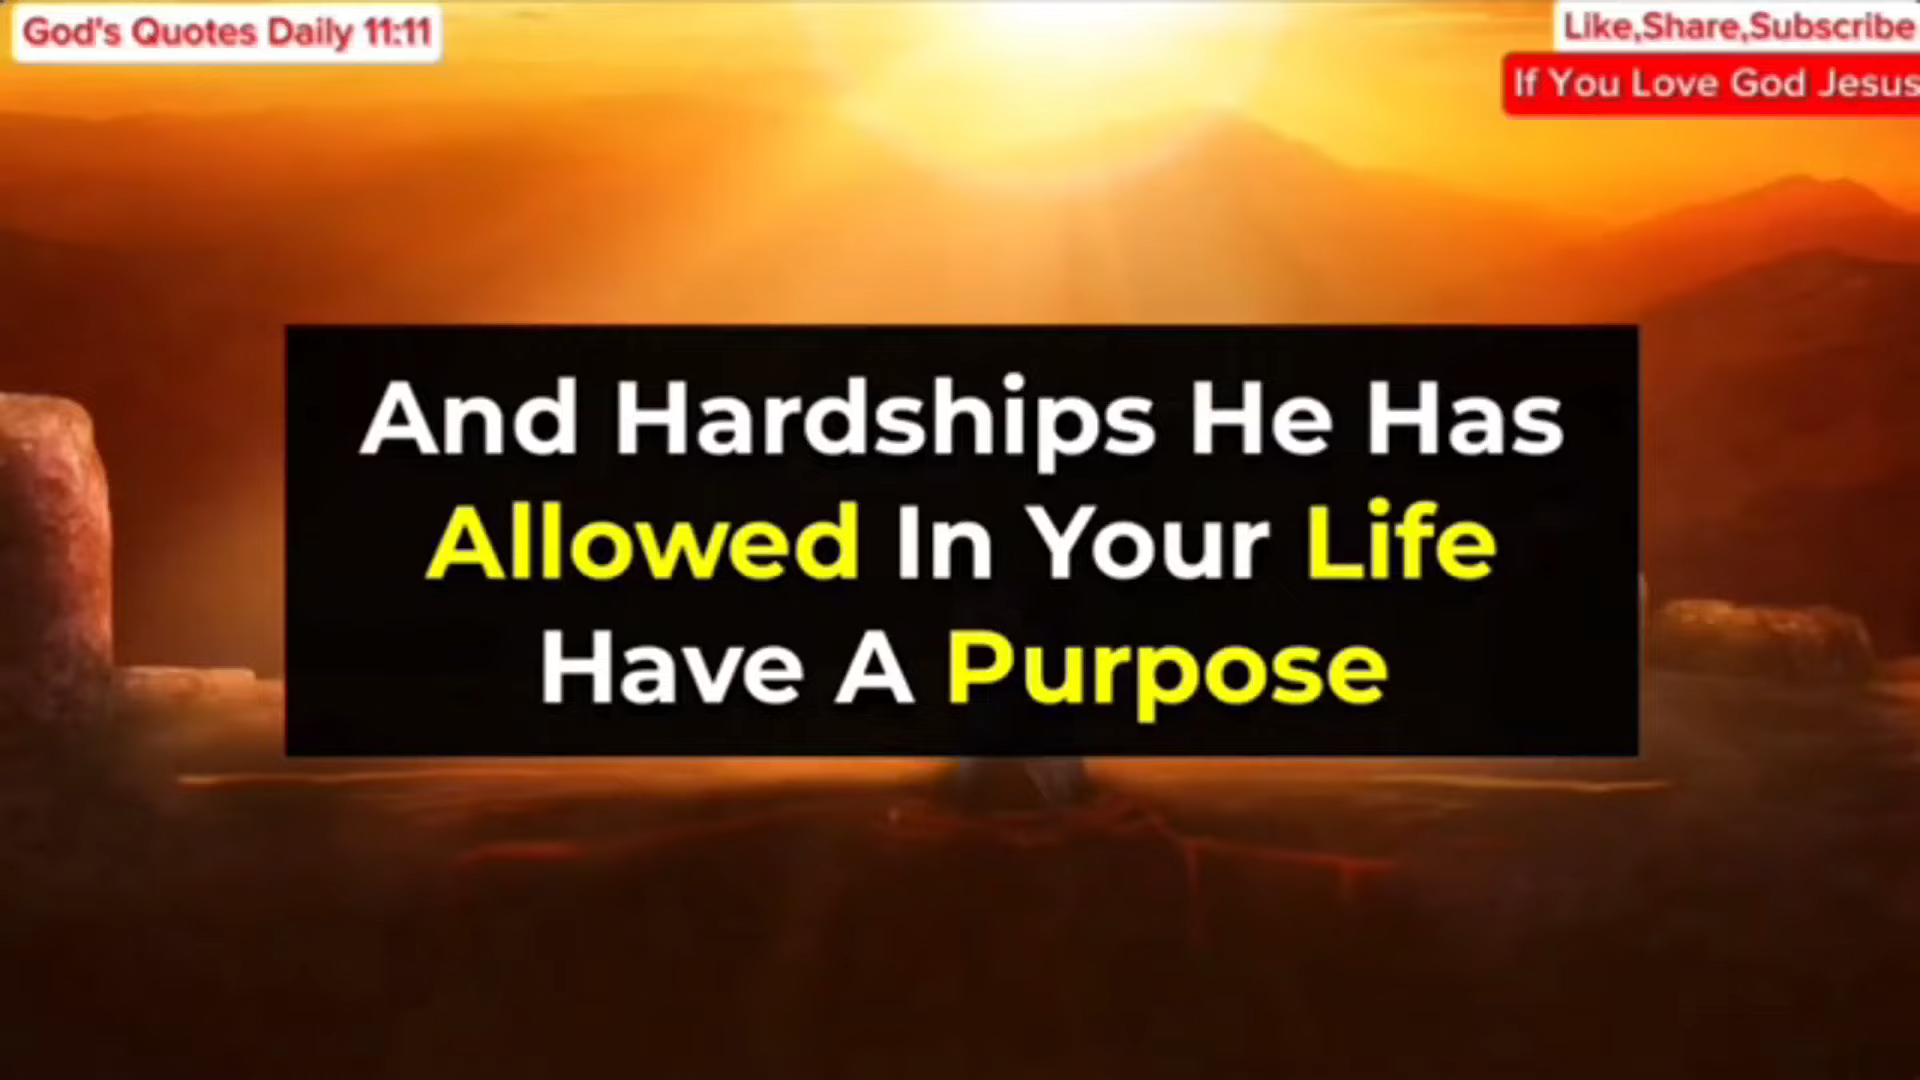 God's Quotes Daily 11:11
Like,Share,Subscribe
If You Love God Jesus
And Hardships He Has
Allowed In Your Life
Have A Purpose